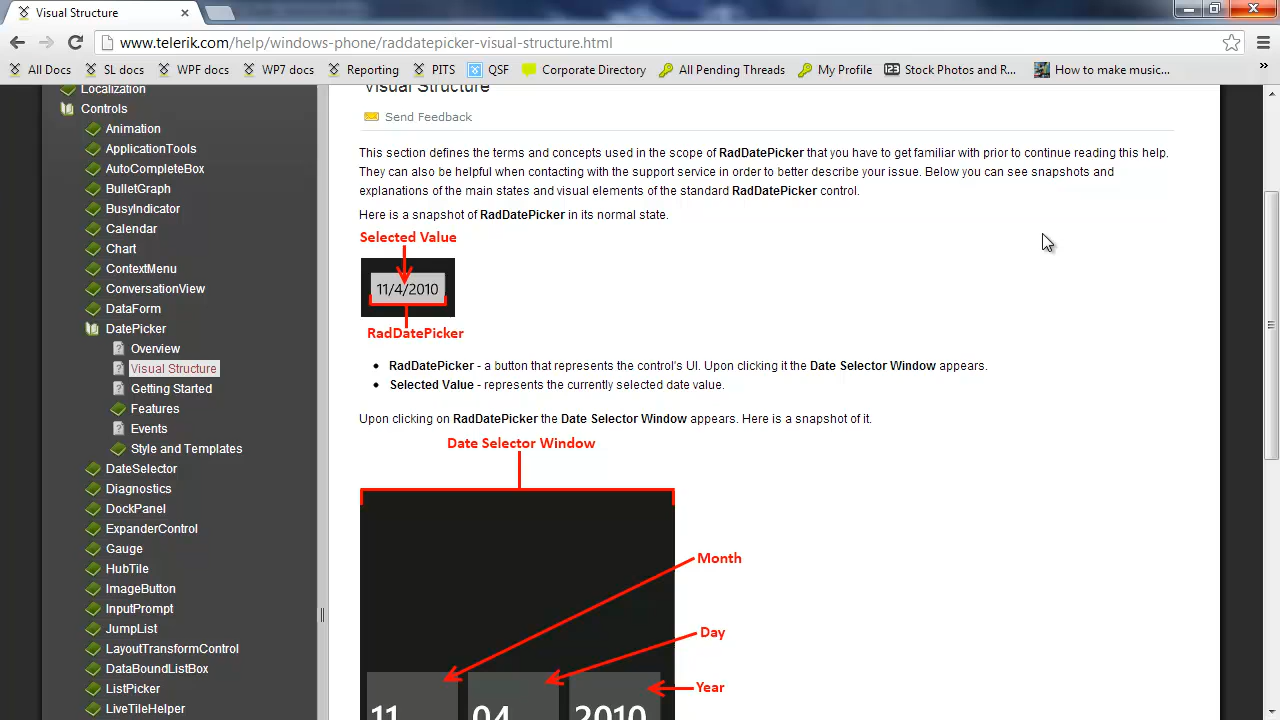 Visual Structure
www.telerik.com/help/windows-phone/raddatepicker-visual-structure.html
All Docs SL docs WPF docs WP7 docs Reporting PITS QSF Corporate Directory All Pending Threads My Profile Stock Photos and R... How to make music... »
Localization
Controls
Animation
ApplicationTools
AutoCompleteBox
BulletGraph
BusyIndicator
Calendar
Chart
ContextMenu
ConversationView
DataForm
DatePicker
Overview
Visual Structure
Getting Started
Features
Events
Style and Templates
DateSelector
Diagnostics
DockPanel
ExpanderControl
Gauge
HubTile
ImageButton
InputPrompt
JumpList
LayoutTransformControl
DataBoundListBox
ListPicker
LiveTileHelper
Visual Structure
Send Feedback
This section defines the terms and concepts used in the scope of RadDatePicker that you have to get familiar with prior to continue reading this help.
They can also be helpful when contacting with the support service in order to better describe your issue. Below you can see snapshots and
explanations of the main states and visual elements of the standard RadDatePicker control.
Here is a snapshot of RadDatePicker in its normal state.
Selected Value
11/4/2010
RadDatePicker
• RadDatePicker - a button that represents the control's UI. Upon clicking it the Date Selector Window appears.
• Selected Value - represents the currently selected date value.
Upon clicking on RadDatePicker the Date Selector Window appears. Here is a snapshot of it.
Date Selector Window
Month
Day
Year
11 04 2010